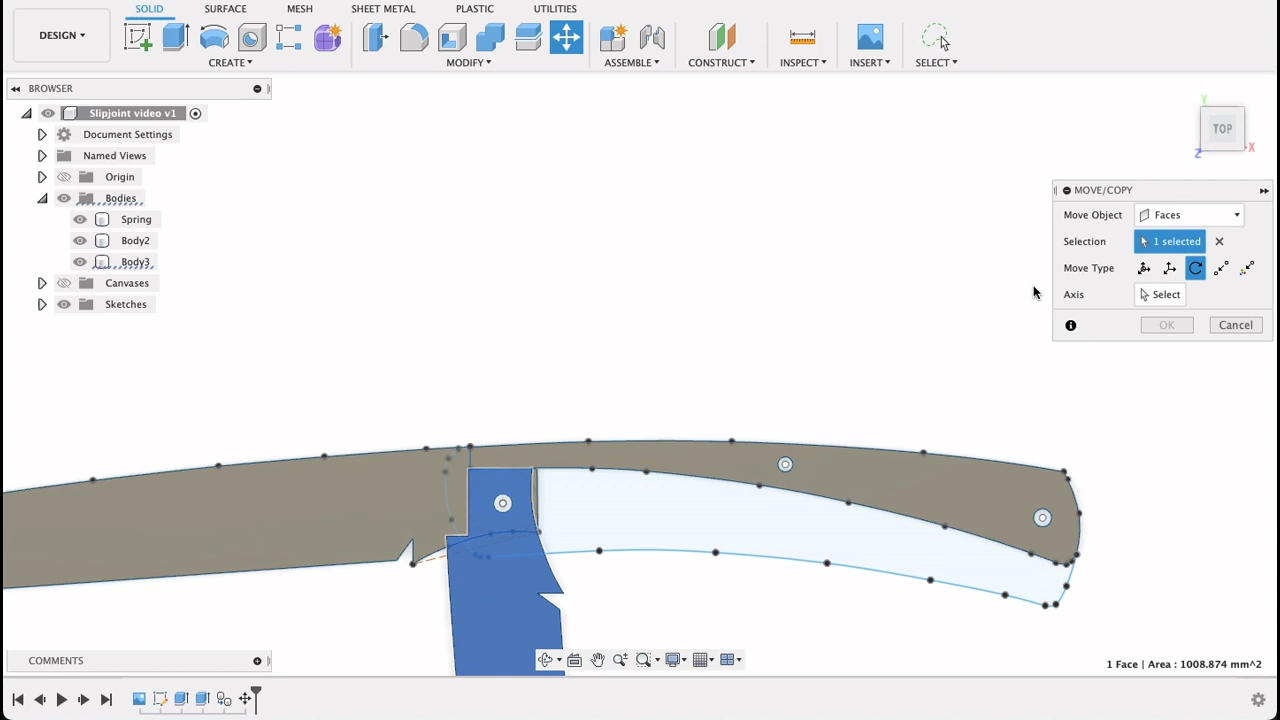 SOLID SURFACE MESH SHEET METAL PLASTIC UTILITIES
DESIGN
CREATE MODIFY ASSEMBLE CONSTRUCT INSPECT INSERT SELECT
BROWSER
Slipjoint video v1
Document Settings
Named Views
Origin
Bodies
Spring
Body2
Body3
Canvases
Sketches
Y
TOP
X
Z
MOVE/COPY
Move Object Faces
Selection 1 selected
Move Type
Axis Select
OK Cancel
COMMENTS
1 Face | Area : 1008.874 mm^2